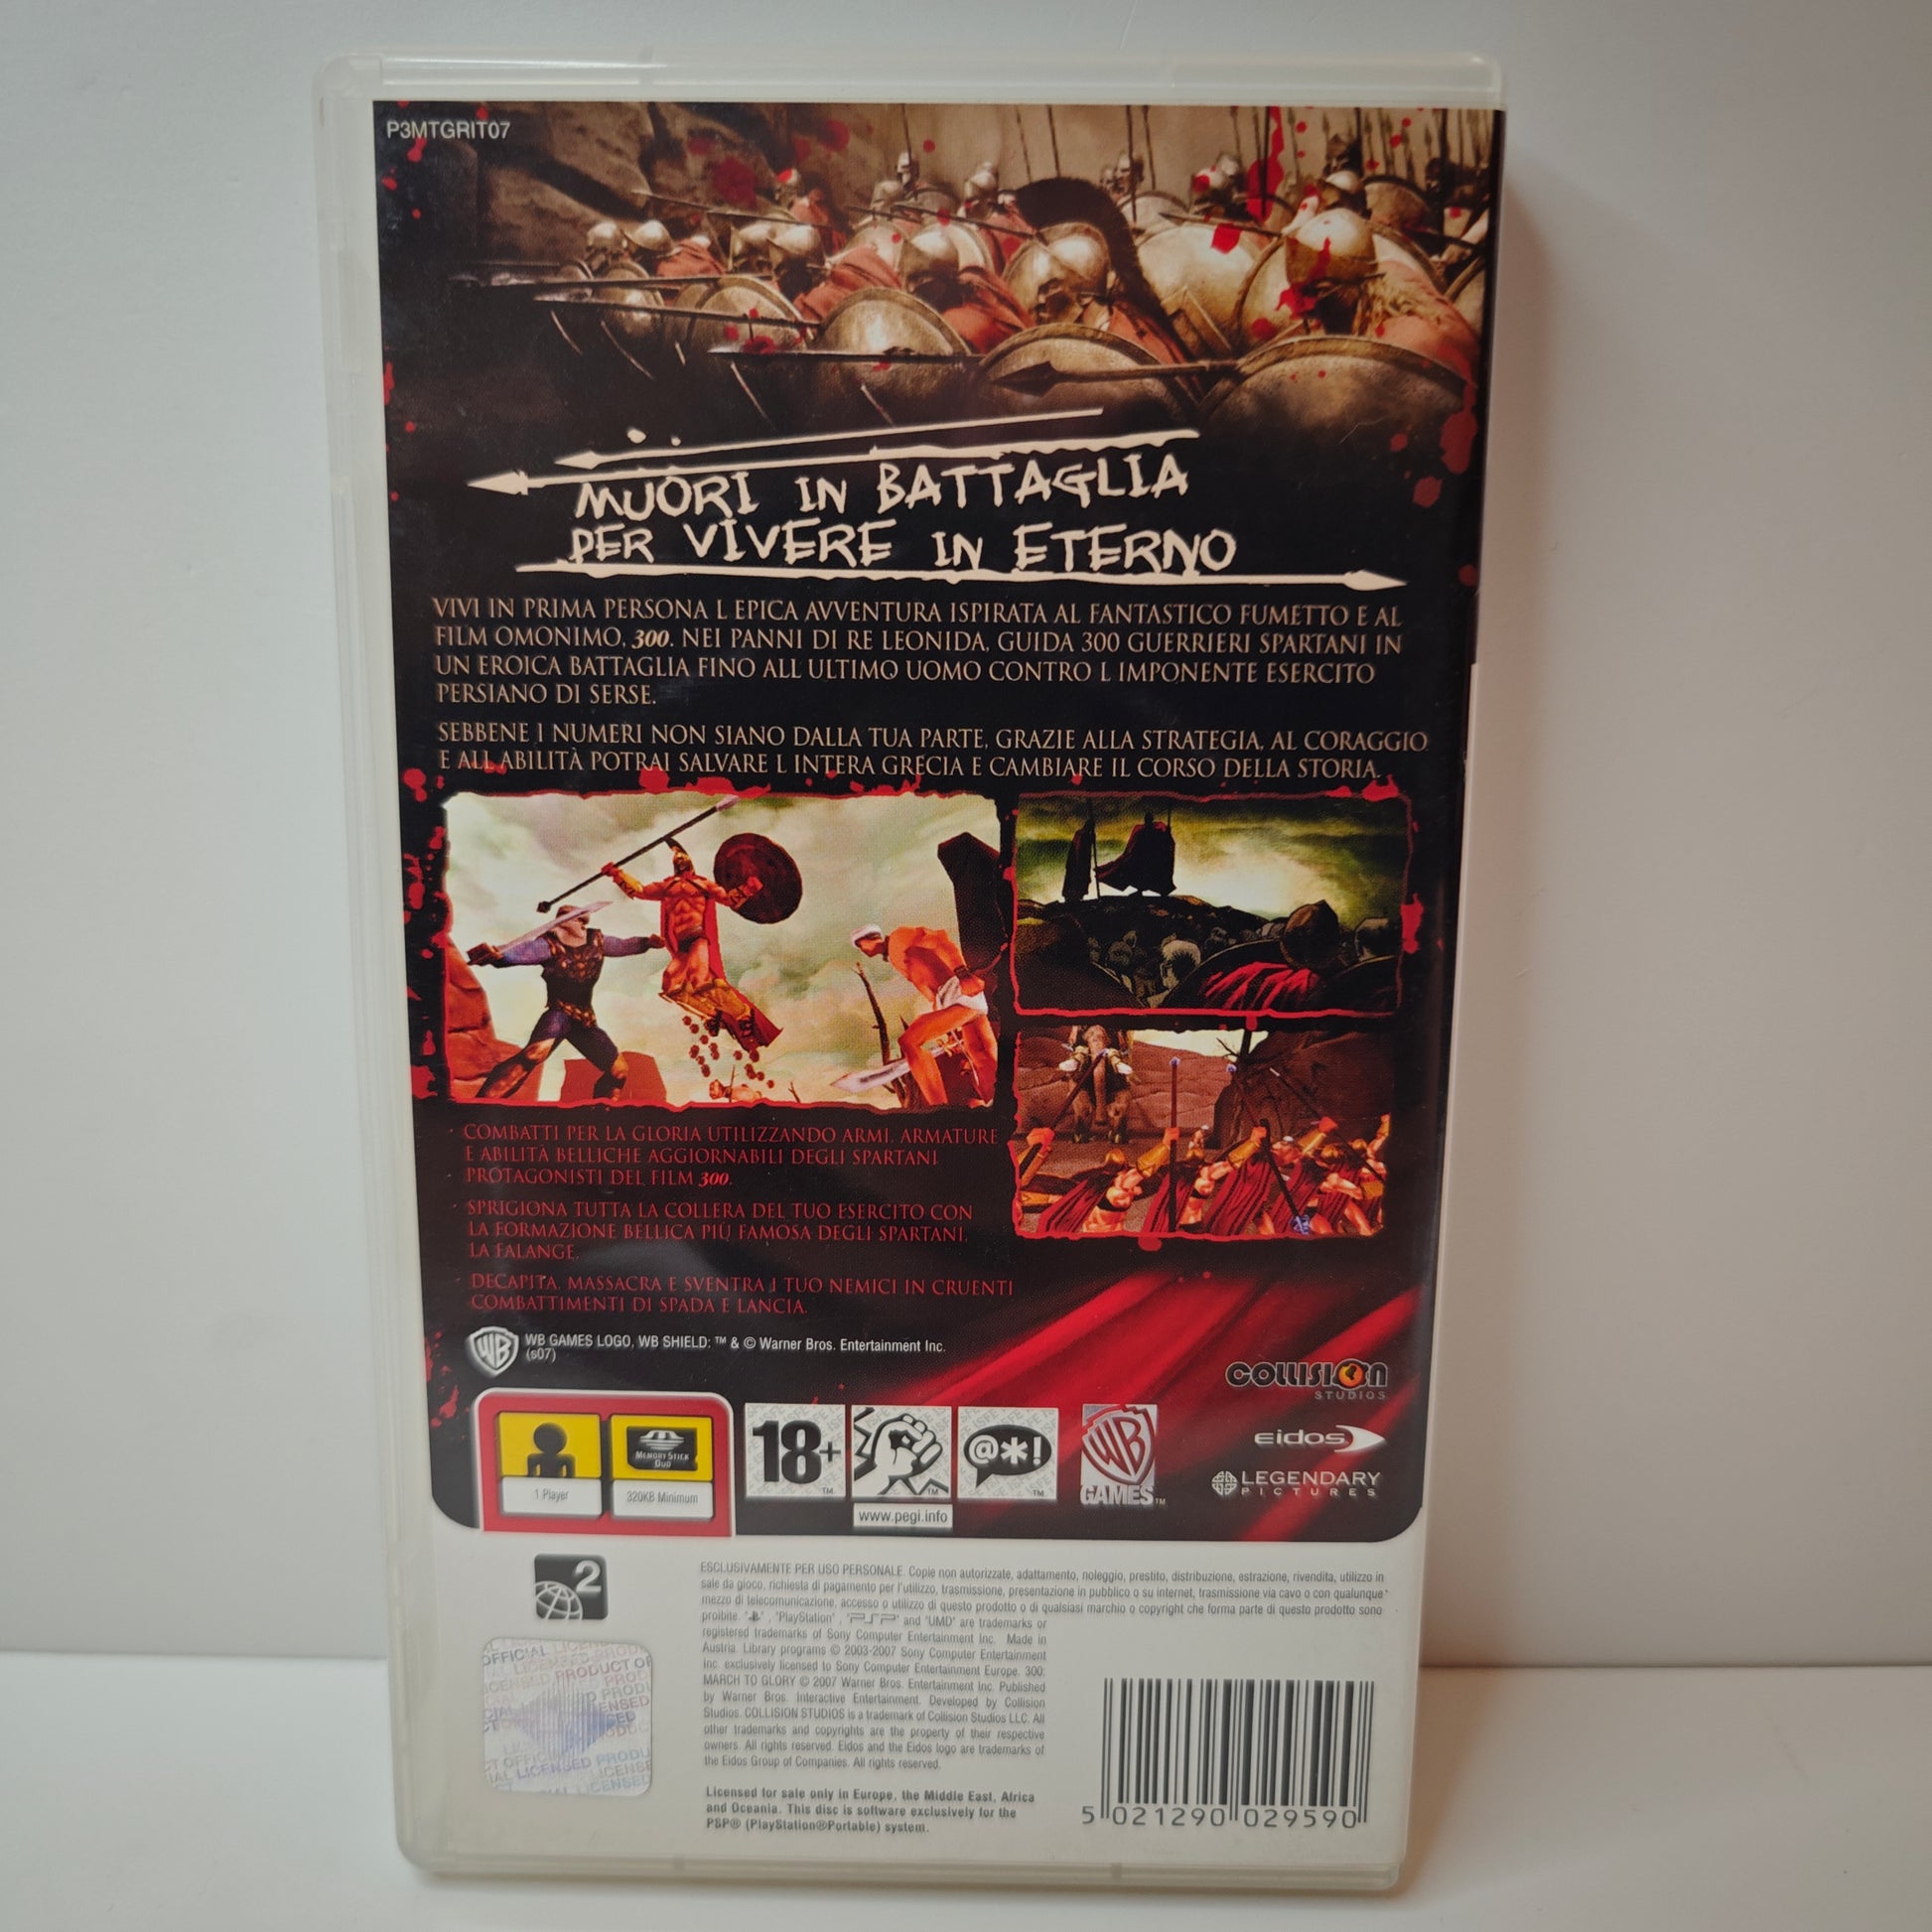 P3MTGRIT07
MUORI IN BATTAGLIA
PER VIVERE IN ETERNO
VIVI IN PRIMA PERSONA L EPICA AVVENTURA ISPIRATA AL FANTASTICO FUMETTO E AL
FILM OMONIMO, 300. NEI PANNI DI RE LEONIDA, GUIDA 300 GUERRIERI SPARTANI IN
UN EROICA BATTAGLIA FINO ALL ULTIMO UOMO CONTRO L IMPONENTE ESERCITO
PERSIANO DI SERSE.
SEBBENE I NUMERI NON SIANO DALLA TUA PARTE, GRAZIE ALLA STRATEGIA, AL CORAGGIO
E ALL ABILITÀ POTRAI SALVARE L INTERA GRECIA E CAMBIARE IL CORSO DELLA STORIA.
· COMBATTI PER LA GLORIA UTILIZZANDO ARMI, ARMATURE
E ABILITÀ BELLICHE AGGIORNABILI DEGLI SPARTANI
PROTAGONISTI DEL FILM 300.
· SPRIGIONA TUTTA LA COLLERA DEL TUO ESERCITO CON
LA FORMAZIONE BELLICA PIÙ FAMOSA DEGLI SPARTANI,
LA FALANGE.
· DECAPITA, MASSACRA E SVENTRA I TUO NEMICI IN CRUENTI
COMBATTIMENTI DI SPADA E LANCIA.
WB GAMES LOGO, WB SHIELD: ™ & © Warner Bros. Entertainment Inc.
(s07)
COLLISION
STUDIOS
eidos
LEGENDARY
PICTURES
WB
GAMES™
MEMORY STICK
DUO
1 Player
320KB Minimum
18+
@*!
www.pegi.info
2
ESCLUSIVAMENTE PER USO PERSONALE. Copie non autorizzate, adattamento, noleggio, prestito, distribuzione, estrazione, rivendita, utilizzo in
sale da gioco, richiesta di pagamento per l'utilizzo, trasmissione, presentazione in pubblico o su internet, trasmissione via cavo o con qualunque
mezzo di telecomunicazione, accesso o utilizzo di questo prodotto o di qualsiasi marchio o copyright che forma parte di questo prodotto sono
proibite. "", "PlayStation", "PSP" and "UMD" are trademarks or
registered trademarks of Sony Computer Entertainment Inc. Made in
Austria. Library programs © 2003-2007 Sony Computer Entertainment
Inc. exclusively licensed to Sony Computer Entertainment Europe. 300:
MARCH TO GLORY © 2007 Warner Bros. Entertainment Inc. Published
by Warner Bros. Interactive Entertainment. Developed by Collision
Studios. COLLISION STUDIOS is a trademark of Collision Studios LLC. All
other trademarks and copyrights are the property of their respective
owners. All rights reserved. Eidos and the Eidos logo are trademarks of
the Eidos Group of Companies. All rights reserved.
Licensed for sale only in Europe, the Middle East, Africa
and Oceania. This disc is software exclusively for the
PSP® (PlayStation®Portable) system.
5 021290 029590